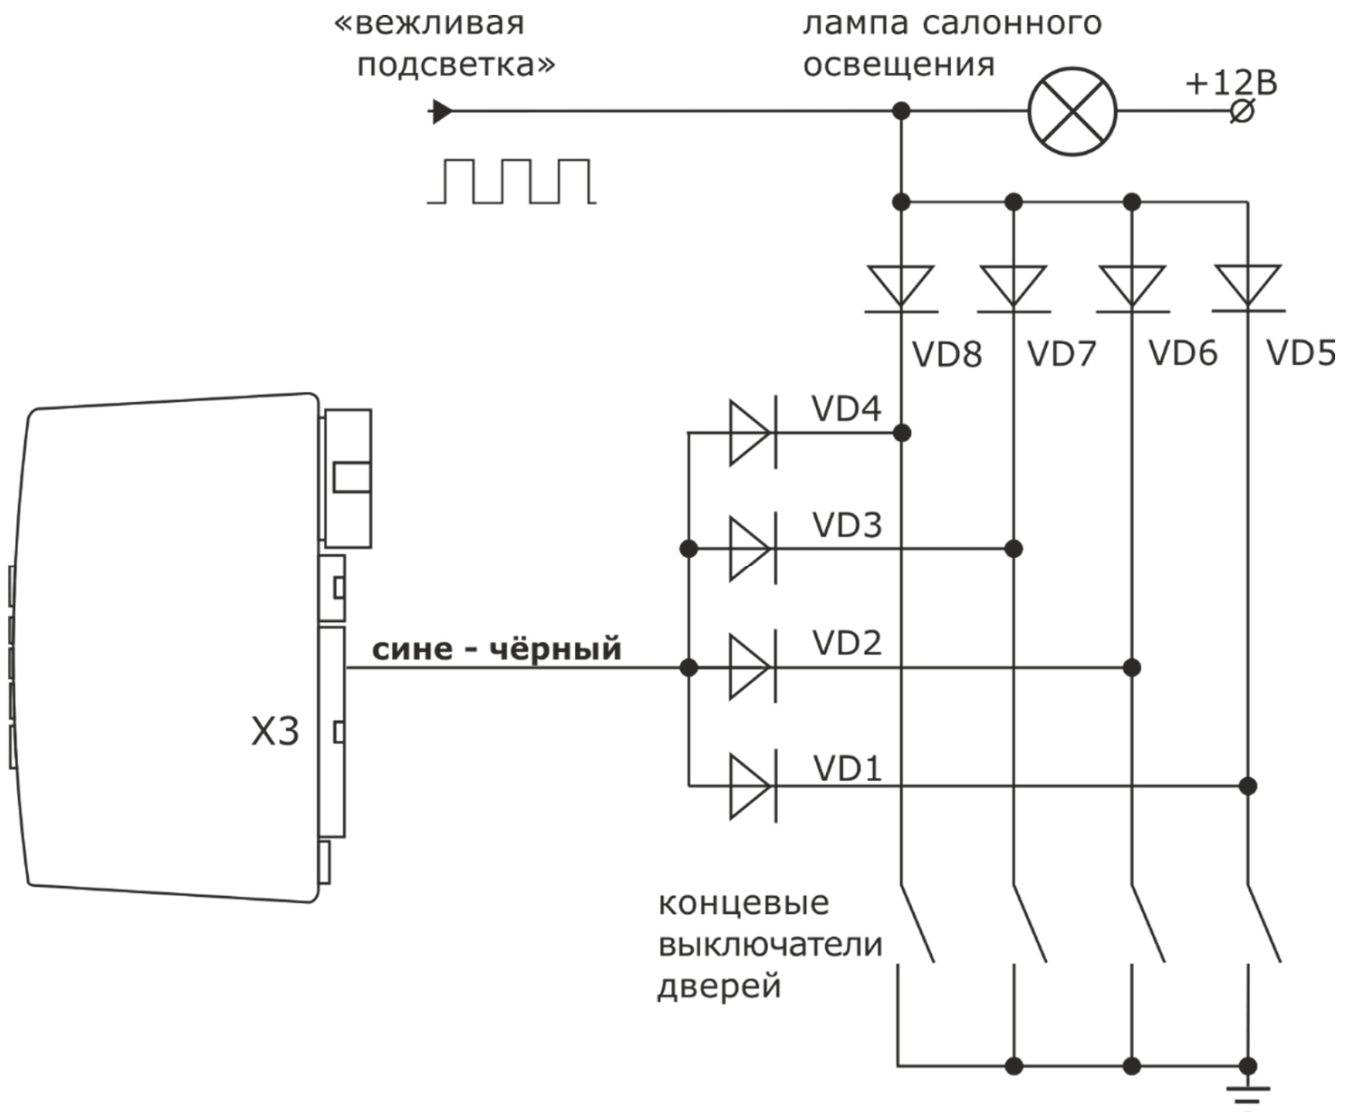 «вежливая
подсветка»
лампа салонного
освещения
+12В
VD8
VD7
VD6
VD5
VD4
VD3
сине - чёрный
VD2
X3
VD1
концевые
выключатели
дверей